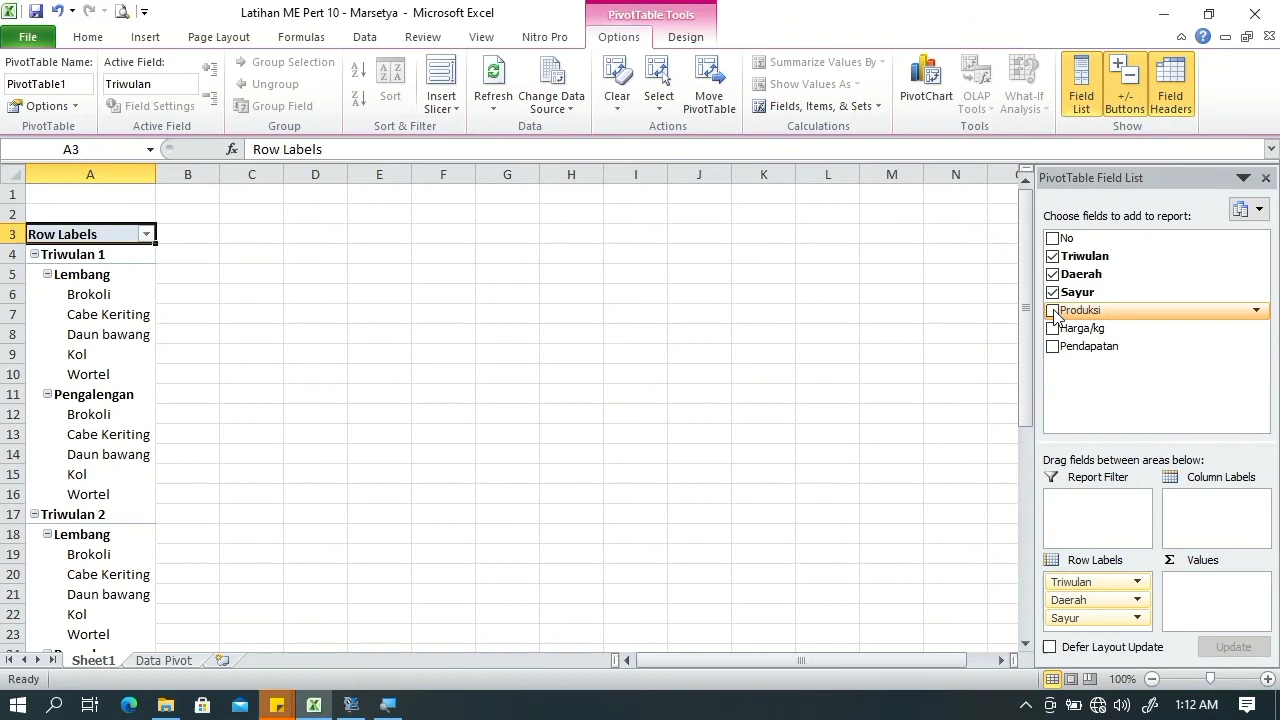 Latihan ME Pert 10 - Marsetya - Microsoft Excel
PivotTable Tools
File Home Insert Page Layout Formulas Data Review View Nitro Pro Options Design
PivotTable Name:
PivotTable1
Options
PivotTable
Active Field:
Triwulan
Field Settings
Active Field
Group Selection
Ungroup
Group Field
Group
Sort
Sort & Filter
Insert
Slicer
Refresh
Change Data
Source
Data
Clear
Select
Move
PivotTable
Actions
Summarize Values By
Show Values As
Fields, Items, & Sets
Calculations
PivotChart
OLAP
Tools
What-If
Analysis
Tools
Field
List
+/-
Buttons
Field
Headers
Show
A3 fx Row Labels
A B C D E F G H I J K L M N
1
2
3 Row Labels
4 Triwulan 1
5 Lembang
6 Brokoli
7 Cabe Keriting
8 Daun bawang
9 Kol
10 Wortel
11 Pengalengan
12 Brokoli
13 Cabe Keriting
14 Daun bawang
15 Kol
16 Wortel
17 Triwulan 2
18 Lembang
19 Brokoli
20 Cabe Keriting
21 Daun bawang
22 Kol
23 Wortel
PivotTable Field List
Choose fields to add to report:
No
Triwulan
Daerah
Sayur
Produksi
Harga/kg
Pendapatan
Drag fields between areas below:
Report Filter
Column Labels
Row Labels
Σ Values
Triwulan
Daerah
Sayur
Defer Layout Update
Update
Sheet1 Data Pivot
Ready
100%
1:12 AM